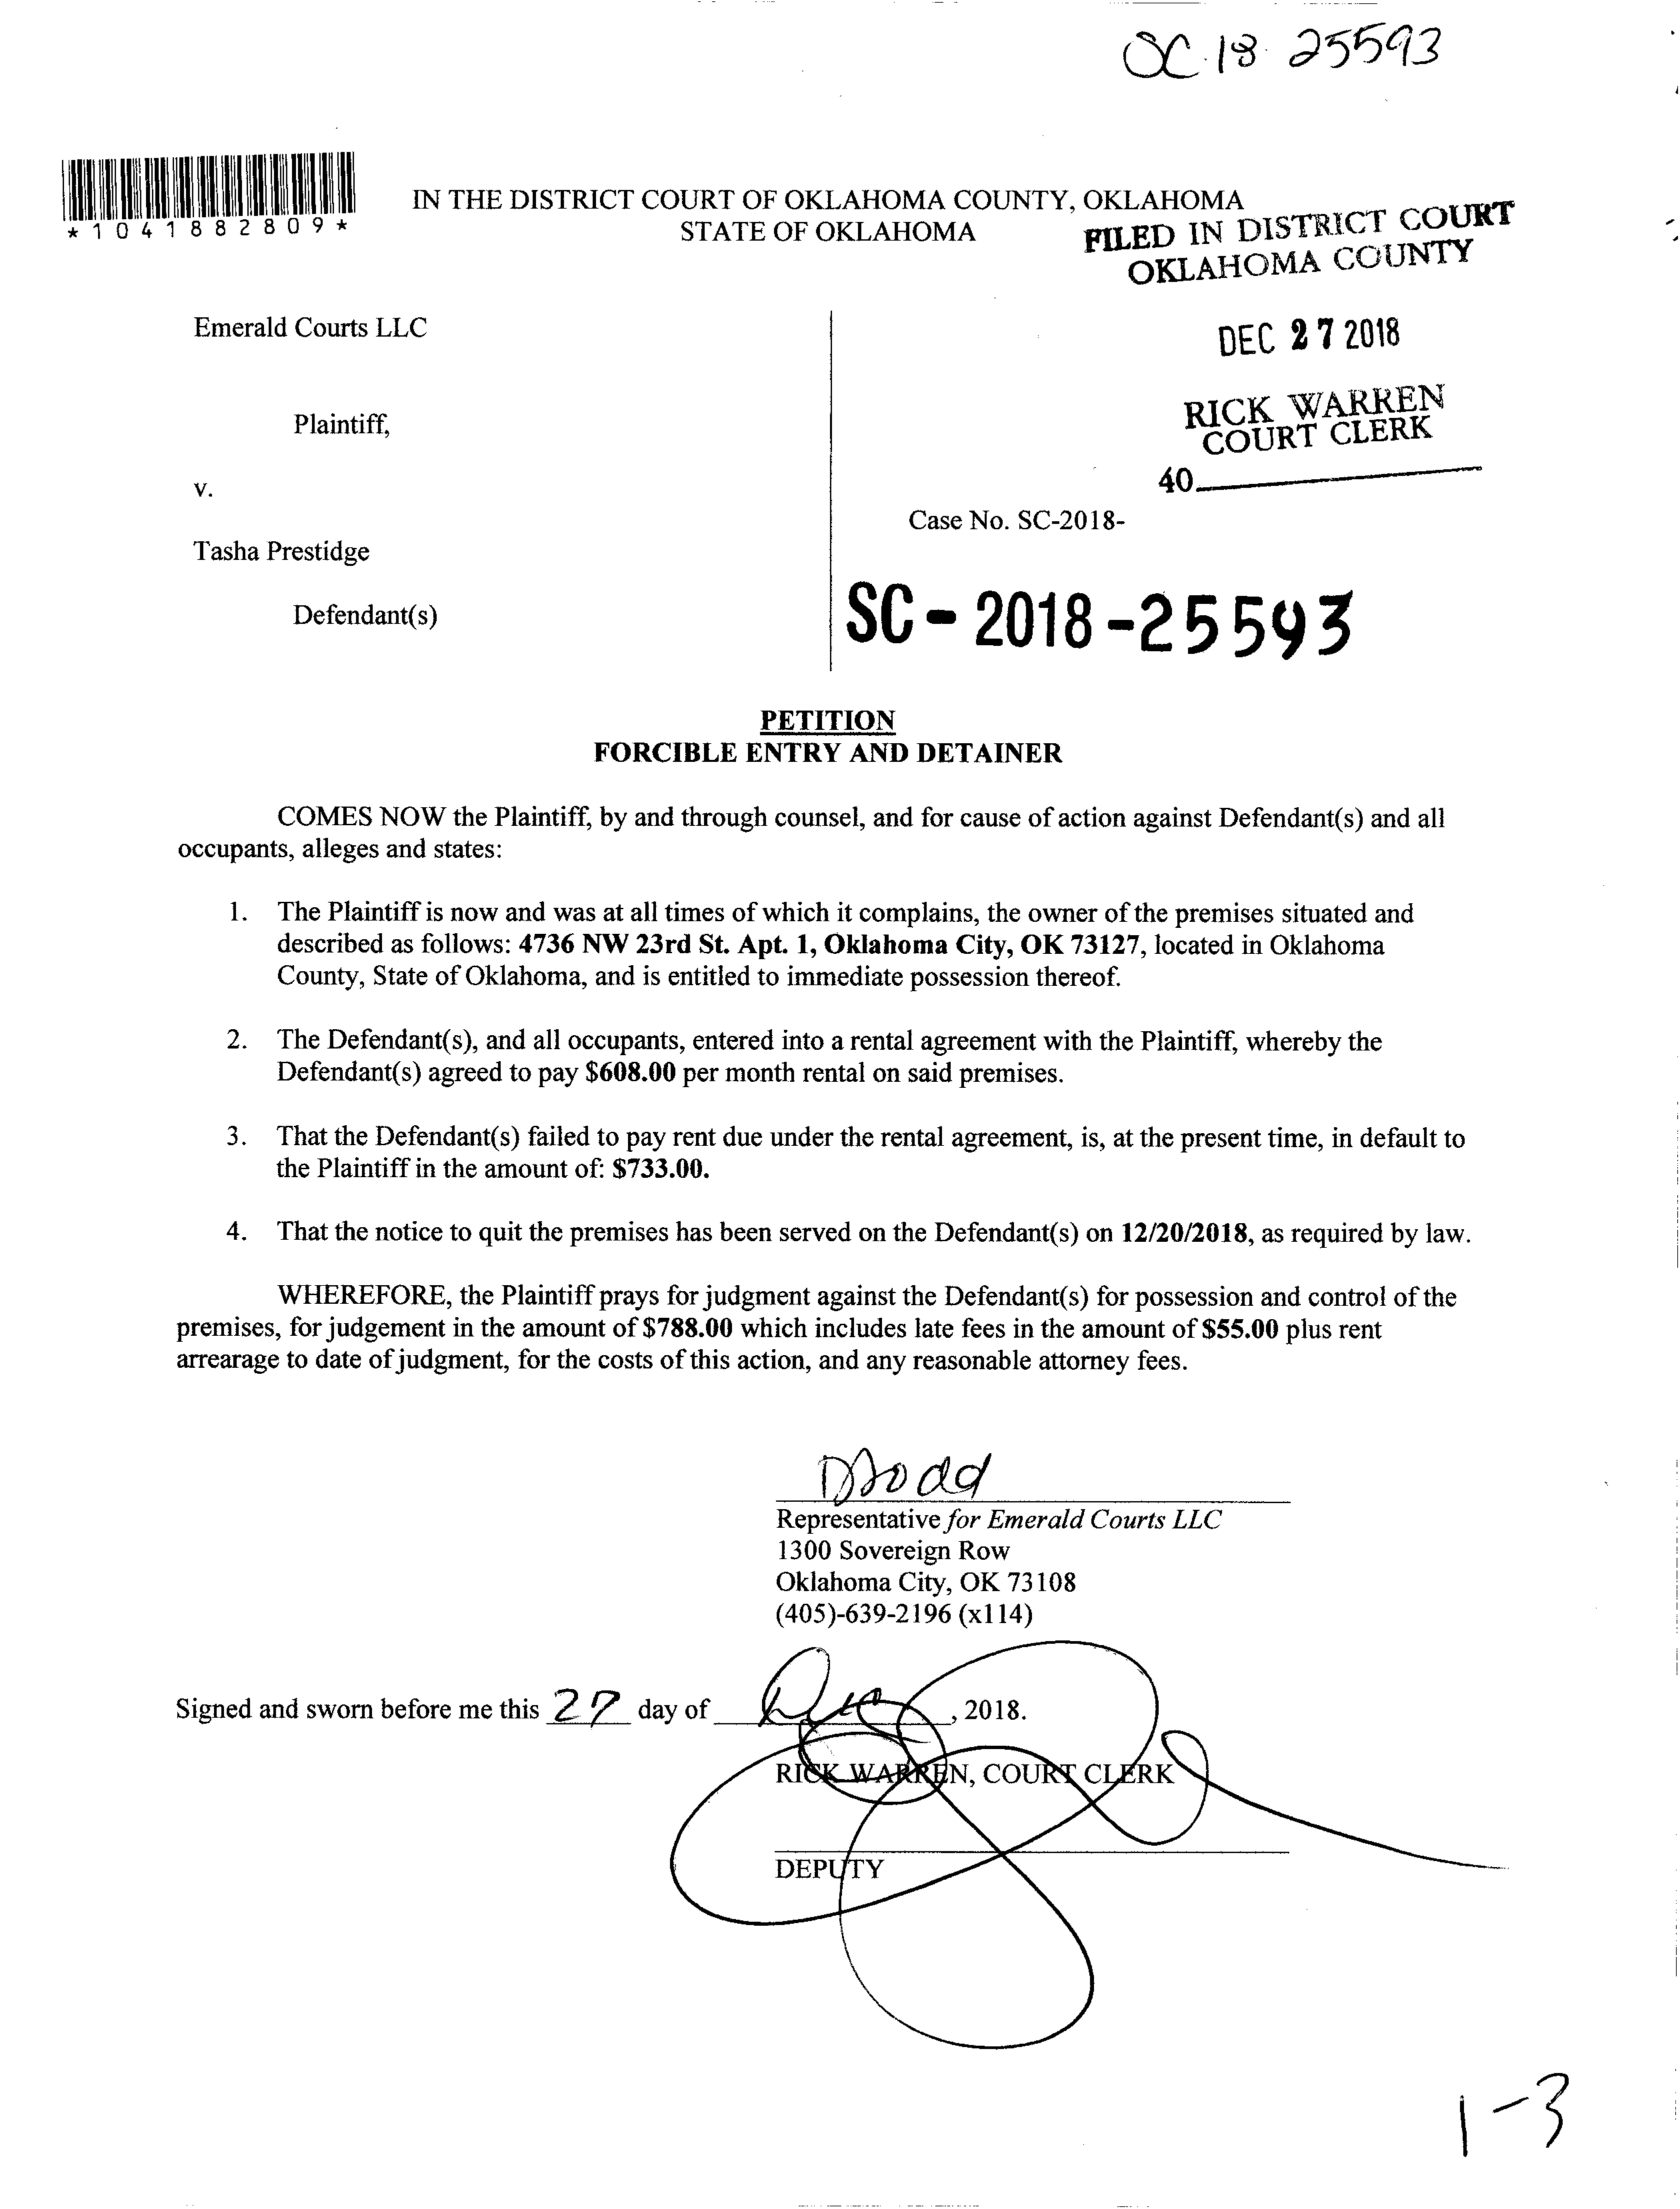 SC-18-25593
*1041882809*
IN THE DISTRICT COURT OF OKLAHOMA COUNTY, OKLAHOMA
STATE OF OKLAHOMA
FILED IN DISTRICT COURT
OKLAHOMA COUNTY
Emerald Courts LLC
DEC 27 2018
Plaintiff,
RICK WARREN
COURT CLERK
40
v.
Case No. SC-2018-
Tasha Prestidge
SC-2018-25593
Defendant(s)
PETITION
FORCIBLE ENTRY AND DETAINER
COMES NOW the Plaintiff, by and through counsel, and for cause of action against Defendant(s) and all
occupants, alleges and states:
1. The Plaintiff is now and was at all times of which it complains, the owner of the premises situated and
described as follows: 4736 NW 23rd St. Apt. 1, Oklahoma City, OK 73127, located in Oklahoma
County, State of Oklahoma, and is entitled to immediate possession thereof.
2. The Defendant(s), and all occupants, entered into a rental agreement with the Plaintiff, whereby the
Defendant(s) agreed to pay $608.00 per month rental on said premises.
3. That the Defendant(s) failed to pay rent due under the rental agreement, is, at the present time, in default to
the Plaintiff in the amount of: $733.00.
4. That the notice to quit the premises has been served on the Defendant(s) on 12/20/2018, as required by law.
WHEREFORE, the Plaintiff prays for judgment against the Defendant(s) for possession and control of the
premises, for judgement in the amount of $788.00 which includes late fees in the amount of $55.00 plus rent
arrearage to date of judgment, for the costs of this action, and any reasonable attorney fees.
Representative for Emerald Courts LLC
1300 Sovereign Row
Oklahoma City, OK 73108
(405)-639-2196 (x114)
Signed and sworn before me this 27 day of Dec, 2018.
RICK WARREN, COURT CLERK
DEPUTY
1-3